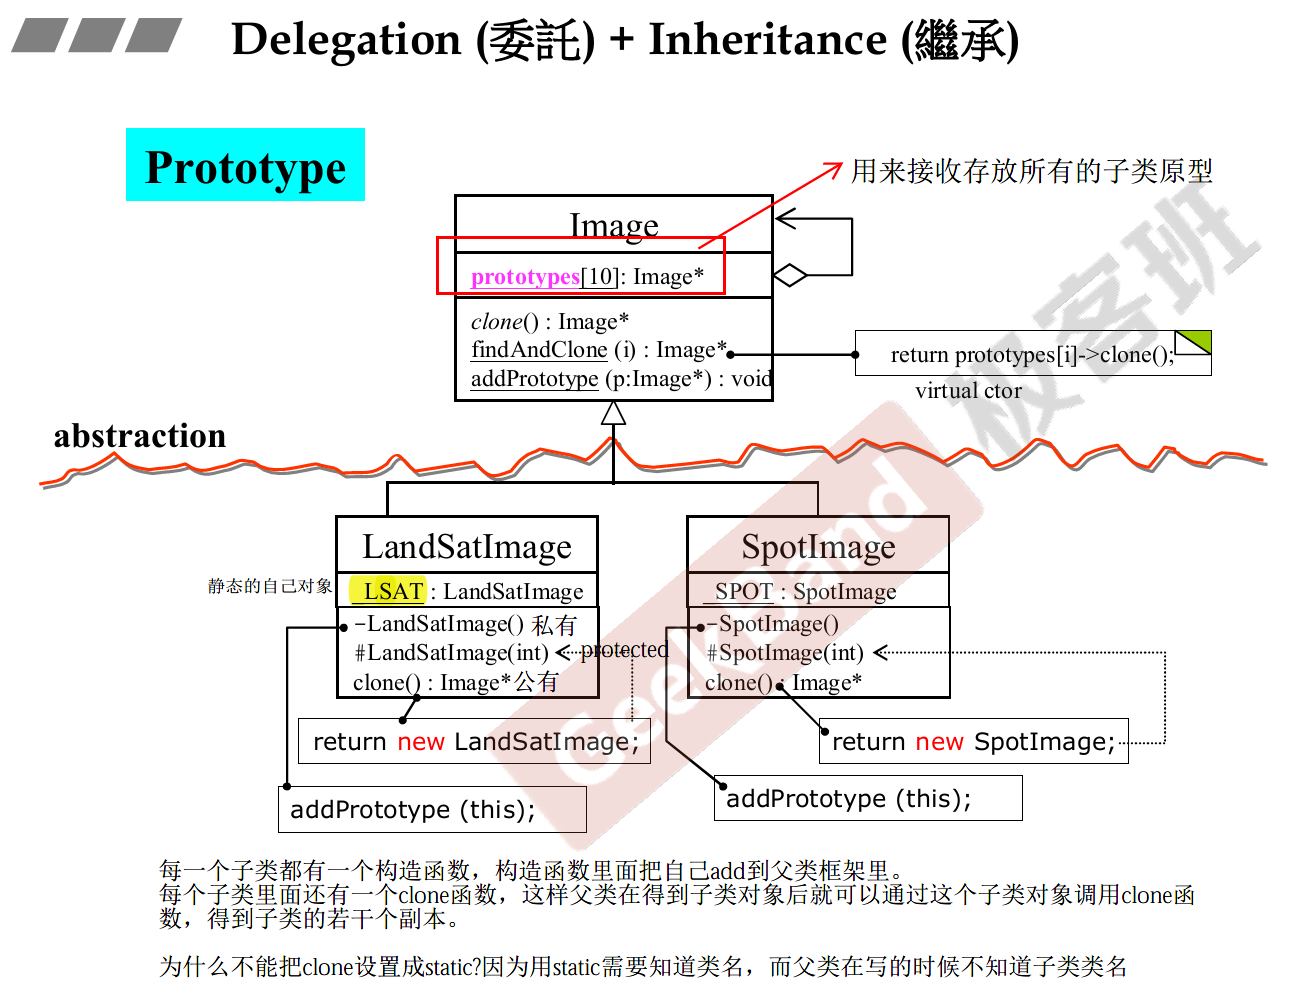 Delegation (委託) + Inheritance (繼承)
Prototype
用来接收存放所有的子类原型
Image
prototypes[10]: Image*
clone() : Image*
findAndClone (i) : Image*
addPrototype (p:Image*) : void
return prototypes[i]->clone();
virtual ctor
abstraction
LandSatImage
静态的自己对象
_LSAT : LandSatImage
-LandSatImage() 私有
#LandSatImage(int)
protected
clone() : Image*公有
return new LandSatImage;
addPrototype (this);
SpotImage
_SPOT : SpotImage
-SpotImage()
#SpotImage(int)
clone() : Image*
return new SpotImage;
addPrototype (this);
每一个子类都有一个构造函数，构造函数里面把自己add到父类框架里。
每个子类里面还有一个clone函数，这样父类在得到子类对象后就可以通过这个子类对象调用clone函
数，得到子类的若干个副本。
为什么不能把clone设置成static?因为用static需要知道类名，而父类在写的时候不知道子类类名
GeekBand
极客班